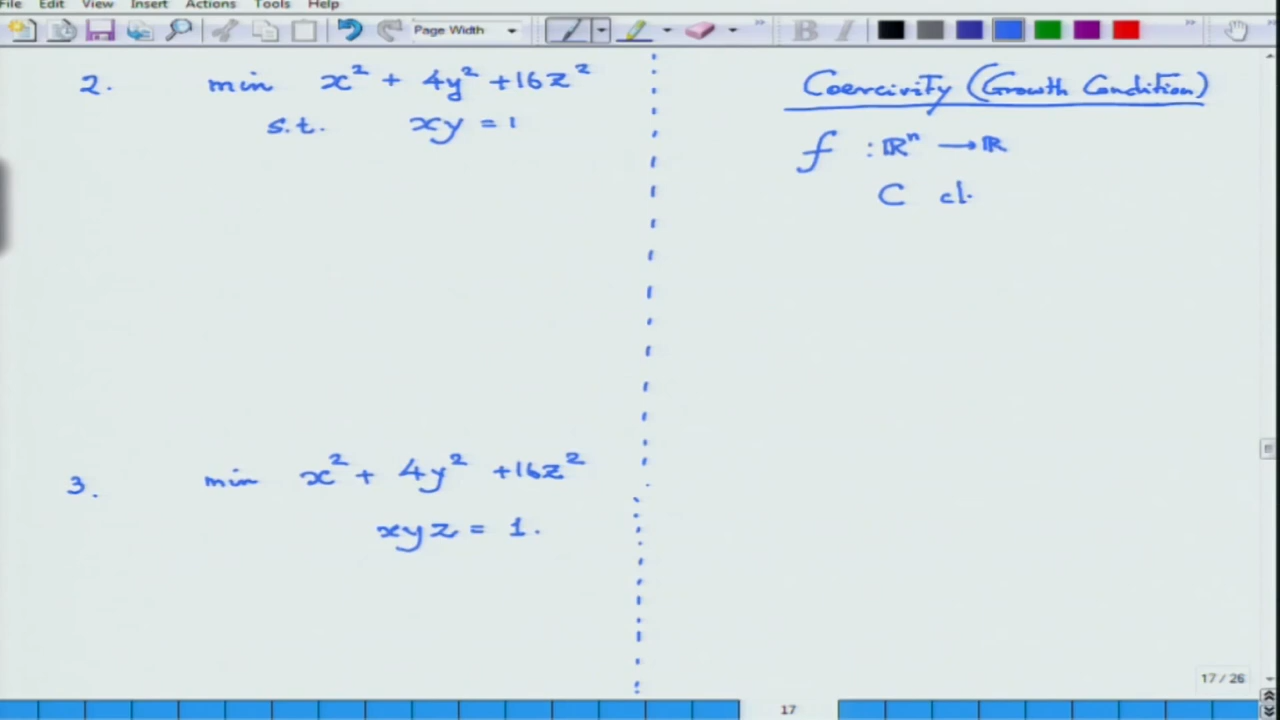 File Edit View Insert Actions Tools Help
Page Width
2. min x² + 4y² + 16z²
s.t. xy = 1
3. min x² + 4y² + 16z²
xyz = 1.
Coercivity (Growth Condition)
f : ℝⁿ → ℝ
C cl.
17 / 26
17